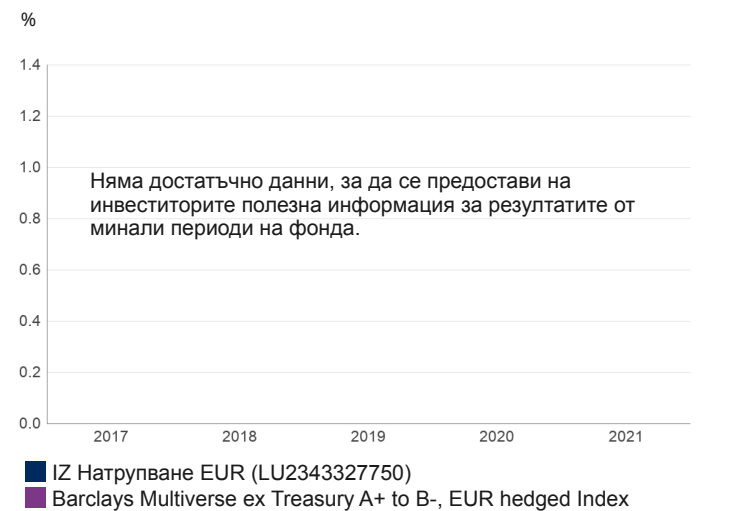 %
1.4
1.2
1.0
Няма достатъчно данни, за да се предостави на
инвеститорите полезна информация за резултатите от
0.8
минали периоди на фонда.
0.6
0.4
0.2
0.0
2017 2018 2019 2020 2021
IZ Натрупване EUR (LU2343327750)
Barclays Multiverse ex Treasury A+ to B-, EUR hedged Index